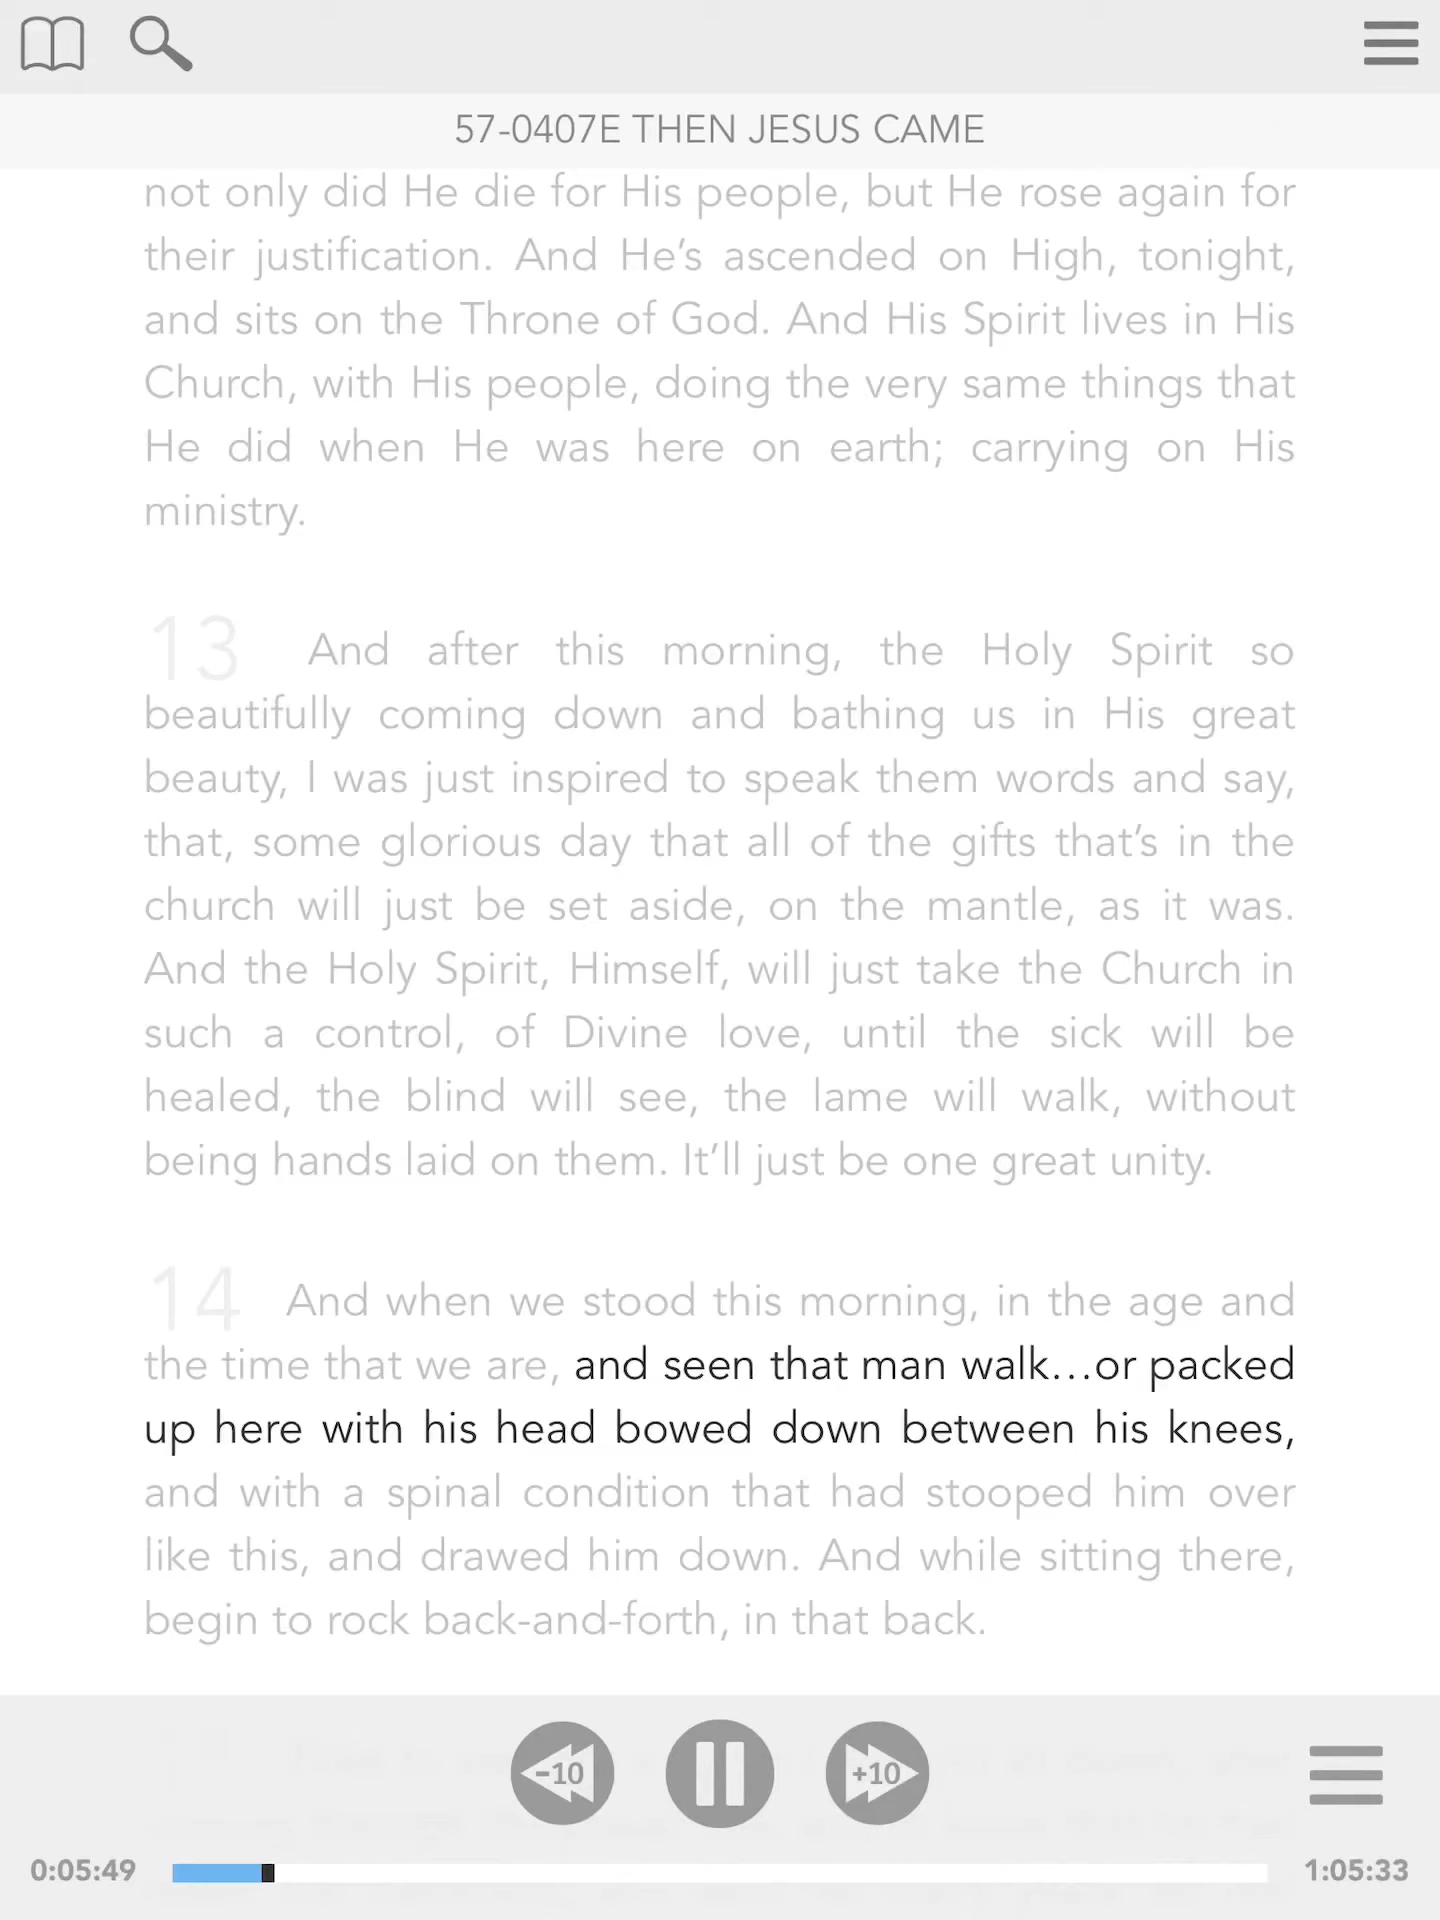 57-0407E THEN JESUS CAME
not only did He die for His people, but He rose again for
their justification. And He’s ascended on High, tonight,
and sits on the Throne of God. And His Spirit lives in His
Church, with His people, doing the very same things that
He did when He was here on earth; carrying on His
ministry.
13 And after this morning, the Holy Spirit so
beautifully coming down and bathing us in His great
beauty, I was just inspired to speak them words and say,
that, some glorious day that all of the gifts that’s in the
church will just be set aside, on the mantle, as it was.
And the Holy Spirit, Himself, will just take the Church in
such a control, of Divine love, until the sick will be
healed, the blind will see, the lame will walk, without
being hands laid on them. It’ll just be one great unity.
14 And when we stood this morning, in the age and
the time that we are, and seen that man walk…or packed
up here with his head bowed down between his knees,
and with a spinal condition that had stooped him over
like this, and drawed him down. And while sitting there,
begin to rock back-and-forth, in that back.
-10 +10
0:05:49 1:05:33